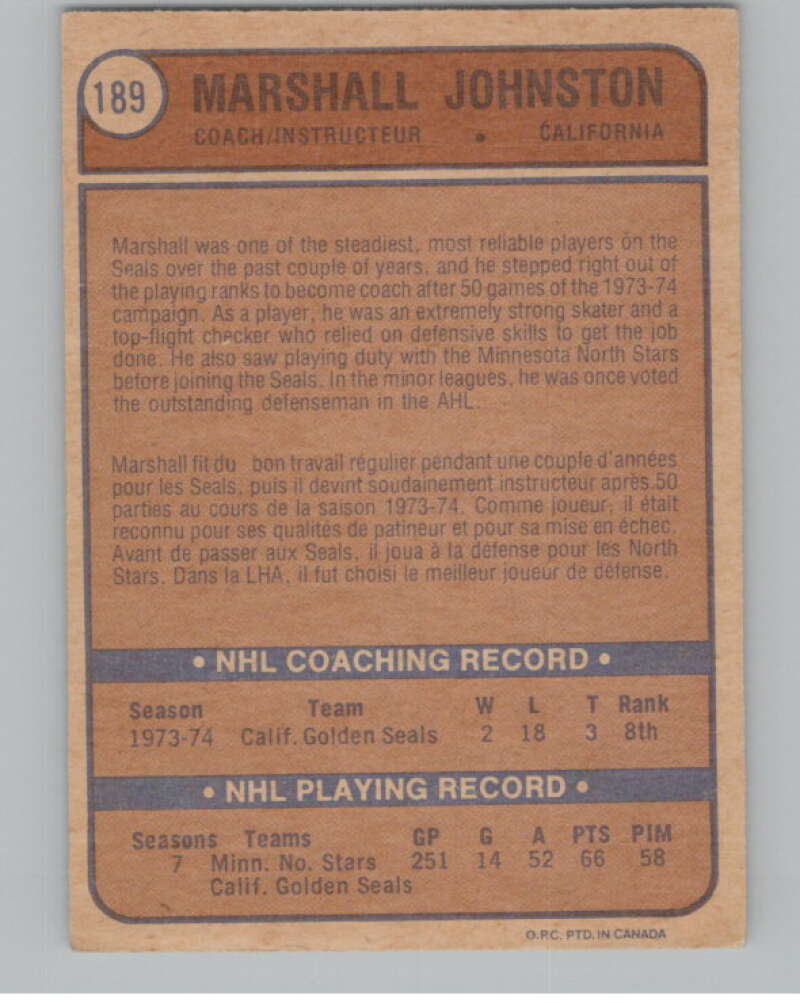 189
MARSHALL JOHNSTON
COACH/INSTRUCTEUR • CALIFORNIA
Marshall was one of the steadiest, most reliable players on the
Seals over the past couple of years, and he stepped right out of
the playing ranks to become coach after 50 games of the 1973-74
campaign. As a player, he was an extremely strong skater and a
top-flight checker who relied on defensive skills to get the job
done. He also saw playing duty with the Minnesota North Stars
before joining the Seals. In the minor leagues, he was once voted
the outstanding defenseman in the AHL.
Marshall fit du bon travail régulier pendant une couple d'années
pour les Seals, puis il devint soudainement instructeur après 50
parties au cours de la saison 1973-74. Comme joueur, il était
reconnu pour ses qualités de patineur et pour sa mise en échec.
Avant de passer aux Seals, il joua à la défense pour les North
Stars. Dans la LHA, il fut choisi le meilleur joueur de défense.
• NHL COACHING RECORD •
Season Team W L T Rank
1973-74 Calif. Golden Seals 2 18 3 8th
• NHL PLAYING RECORD •
Seasons Teams GP G A PTS PIM
7 Minn. No. Stars 251 14 52 66 58
Calif. Golden Seals
O.P.C. PTD. IN CANADA